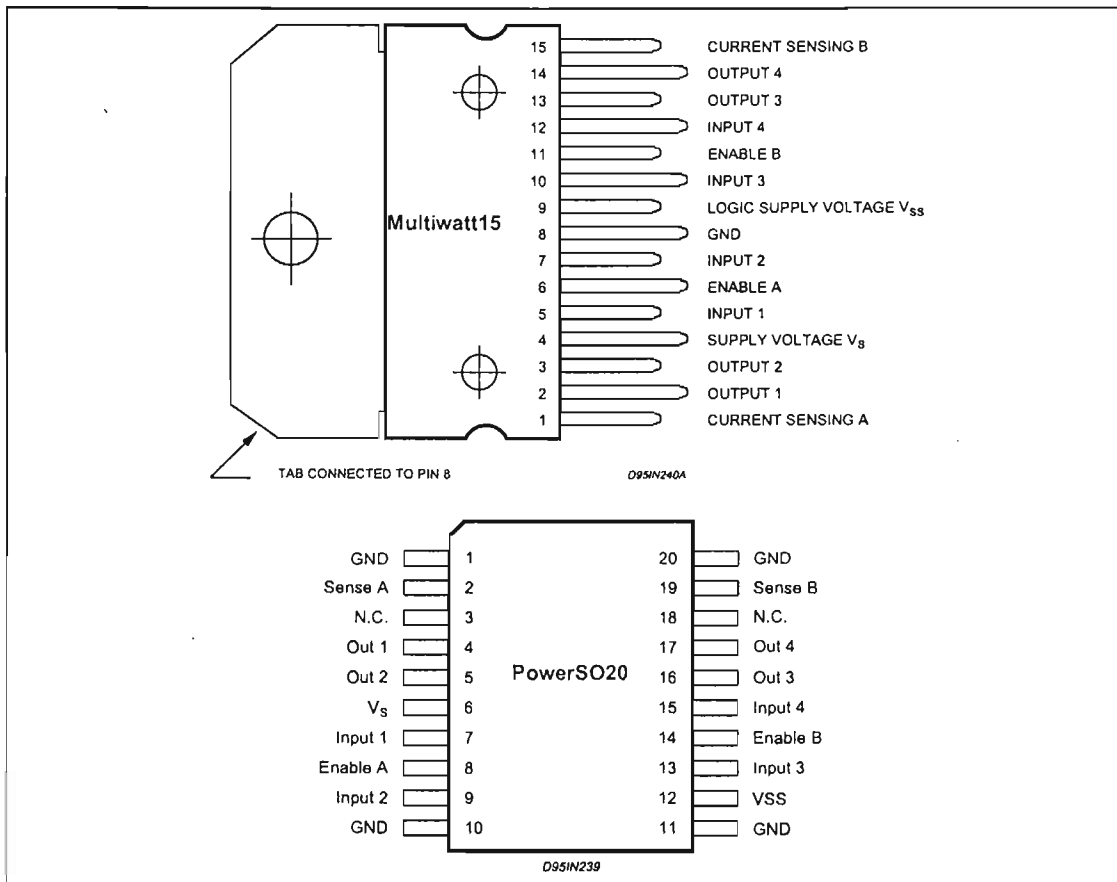 15 CURRENT SENSING B
14 OUTPUT 4
13 OUTPUT 3
12 INPUT 4
11 ENABLE B
10 INPUT 3
9 LOGIC SUPPLY VOLTAGE VSS
Multiwatt15
8 GND
7 INPUT 2
6 ENABLE A
5 INPUT 1
4 SUPPLY VOLTAGE VS
3 OUTPUT 2
2 OUTPUT 1
1 CURRENT SENSING A
TAB CONNECTED TO PIN 8
D95IN240A
GND 1 20 GND
Sense A 2 19 Sense B
N.C. 3 18 N.C.
Out 1 4 17 Out 4
PowerSO20
Out 2 5 16 Out 3
VS 6 15 Input 4
Input 1 7 14 Enable B
Enable A 8 13 Input 3
Input 2 9 12 VSS
GND 10 11 GND
D95IN239